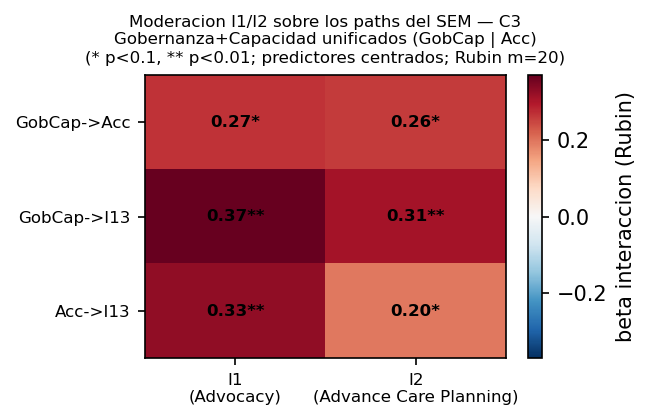 Moderacion I1/I2 sobre los paths del SEM — C3
Gobernanza+Capacidad unificados (GobCap | Acc)
(* p<0.1, ** p<0.01; predictores centrados; Rubin m=20)
GobCap->Acc
0.27*
0.26*
GobCap->I13
0.37**
0.31**
Acc->I13
0.33**
0.20*
I1
(Advocacy)
I2
(Advance Care Planning)
0.2
0.0
−0.2
beta interaccion (Rubin)